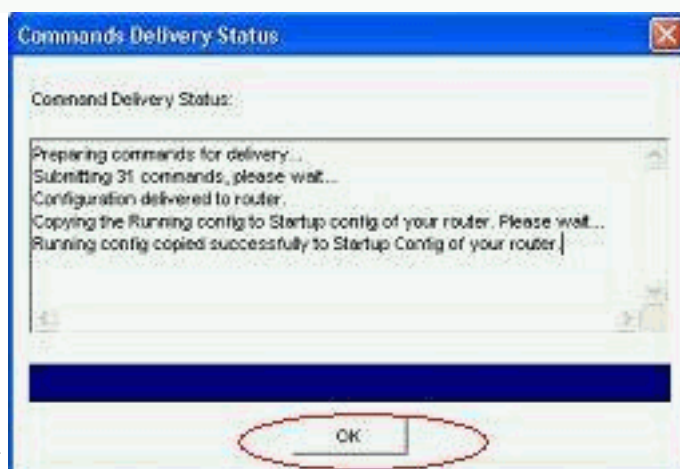 Commands Delivery Status
Command Delivery Status:
Preparing commands for delivery...
Submitting 31 commands, please wait...
Configuration delivered to router.
Copying the Running config to Startup config of your router. Please wait...
Running config copied successfully to Startup Config of your router.
OK